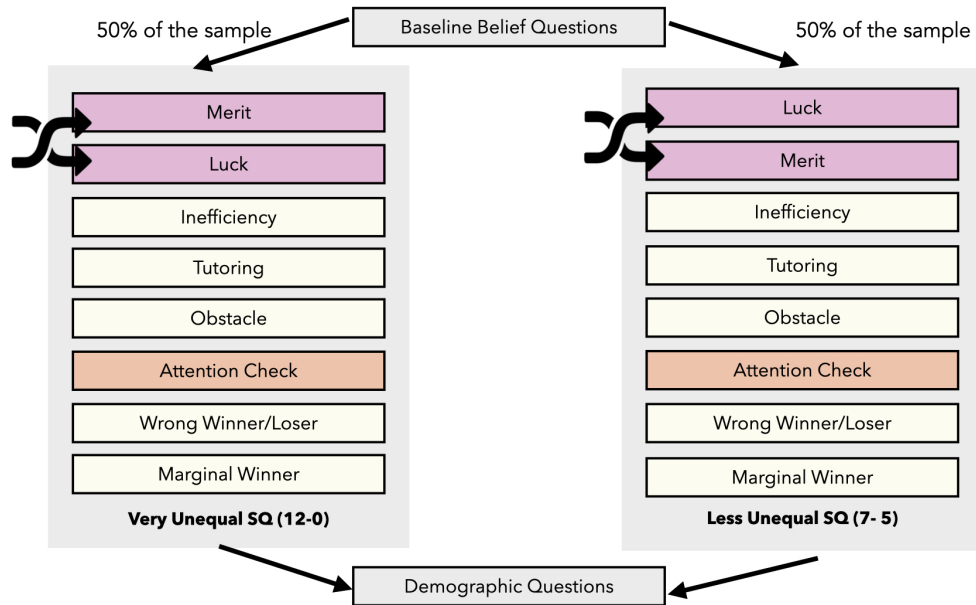 Baseline Belief Questions
50% of the sample
50% of the sample
Merit
Luck
Inefficiency
Tutoring
Obstacle
Attention Check
Wrong Winner/Loser
Marginal Winner
Very Unequal SQ (12-0)
Luck
Merit
Inefficiency
Tutoring
Obstacle
Attention Check
Wrong Winner/Loser
Marginal Winner
Less Unequal SQ (7- 5)
Demographic Questions